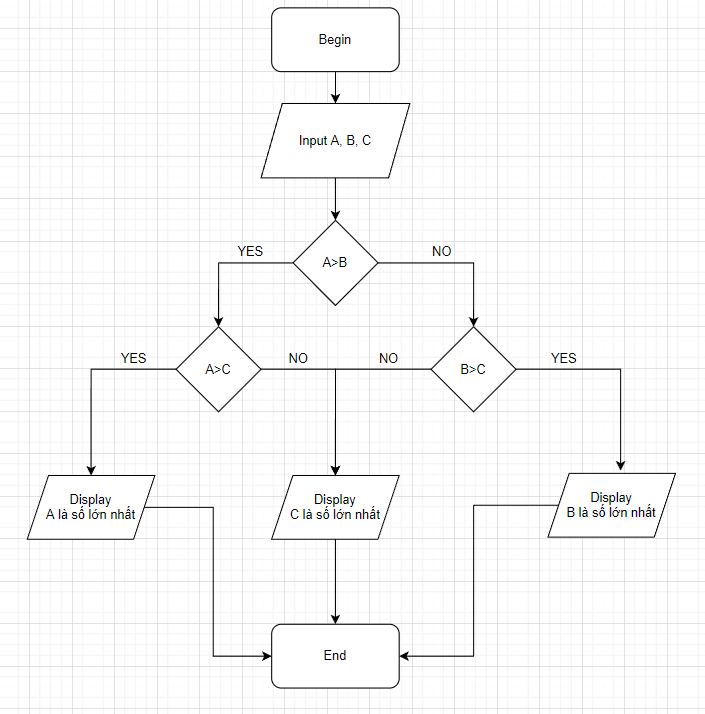 Begin
Input A, B, C
YES
A>B
NO
YES
A>C
NO
NO
B>C
YES
Display
A là số lớn nhất
Display
C là số lớn nhất
Display
B là số lớn nhất
End